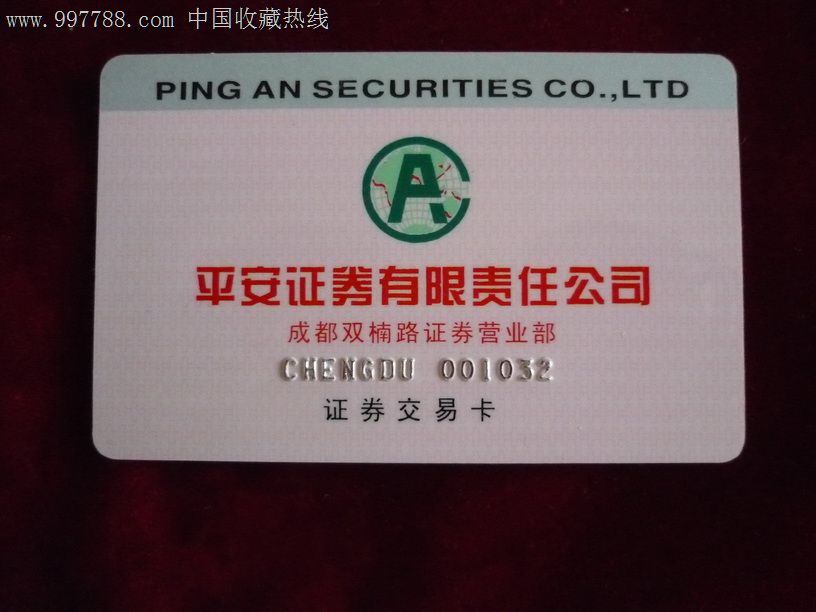 www.997788.com 中国收藏热线
PING AN SECURITIES CO.,LTD
平安证券有限责任公司
成都双楠路证券营业部
CHENGDU 001032
证券交易卡